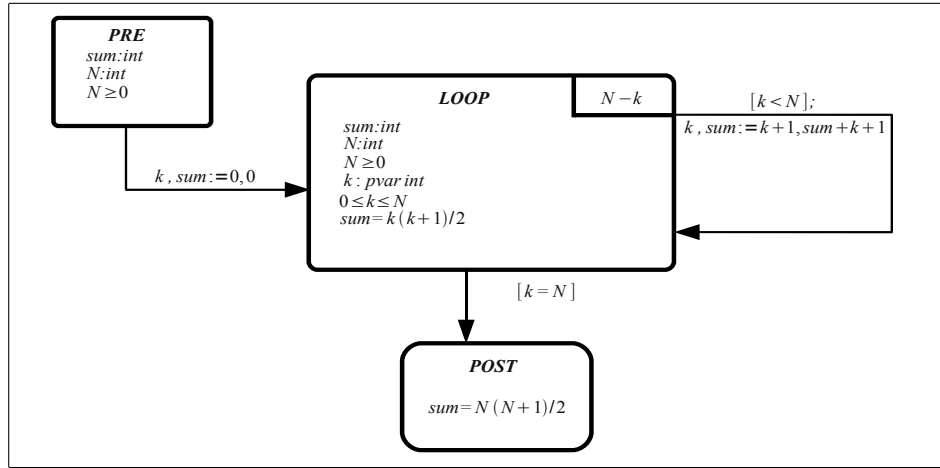 PRE
sum:int
N:int
N≥0
k,sum:=0,0
LOOP
N−k
sum:int
N:int
N≥0
k:pvar int
0≤k≤N
sum=k(k+1)/2
[k<N];
k,sum:=k+1,sum+k+1
[k=N]
POST
sum=N(N+1)/2